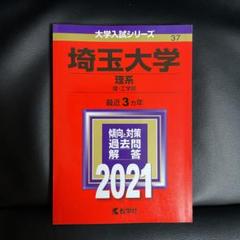 大学入試シリーズ
37
埼玉大学
理系
理・工学部
最近3カ年
傾向と対策
過去問
解答
2021
教学社